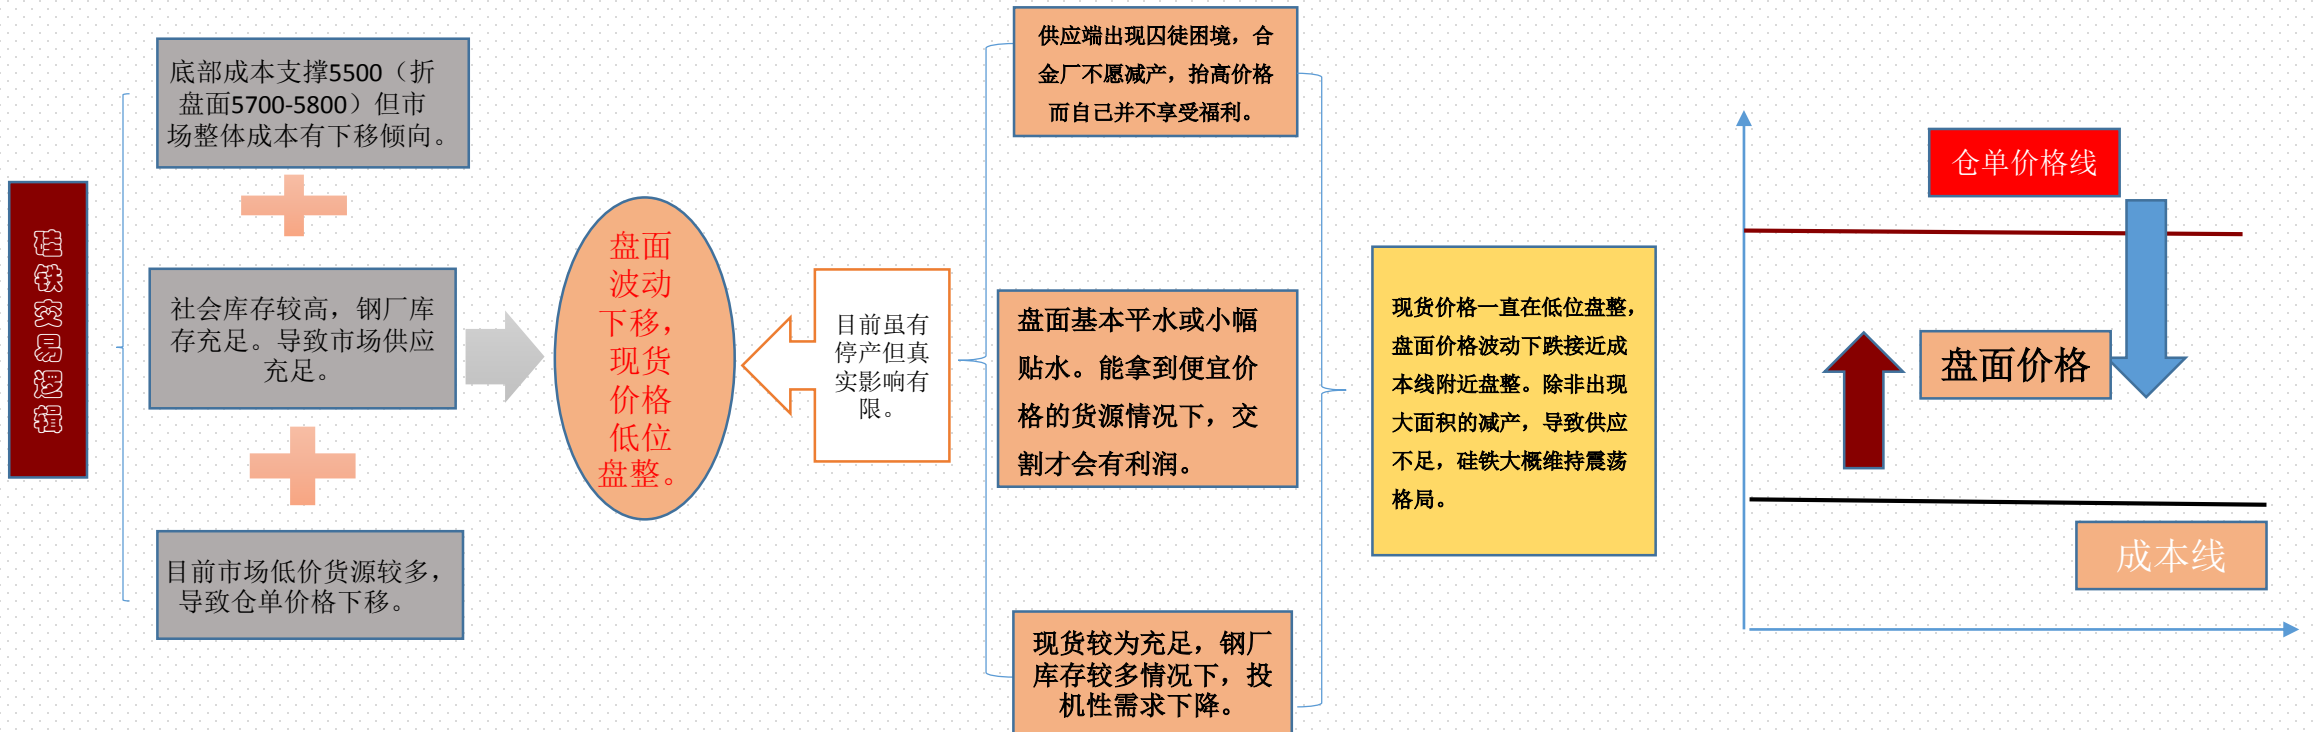 硅铁交易逻辑
底部成本支撑5500（折
盘面5700-5800）但市
场整体成本有下移倾向。
社会库存较高，钢厂库
存充足。导致市场供应
充足。
目前市场低价货源较多，
导致仓单价格下移。
盘面
波动
下移，
现货
价格
低位
盘整。
目前虽有
停产但真
实影响有
限。
供应端出现囚徒困境，合
金厂不愿减产，抬高价格
而自己并不享受福利。
盘面基本平水或小幅
贴水。能拿到便宜价
格的货源情况下，交
割才会有利润。
现货较为充足，钢厂
库存较多情况下，投
机性需求下降。
现货价格一直在低位盘整，
盘面价格波动下跌接近成
本线附近盘整。除非出现
大面积的减产，导致供应
不足，硅铁大概维持震荡
格局。
仓单价格线
盘面价格
成本线